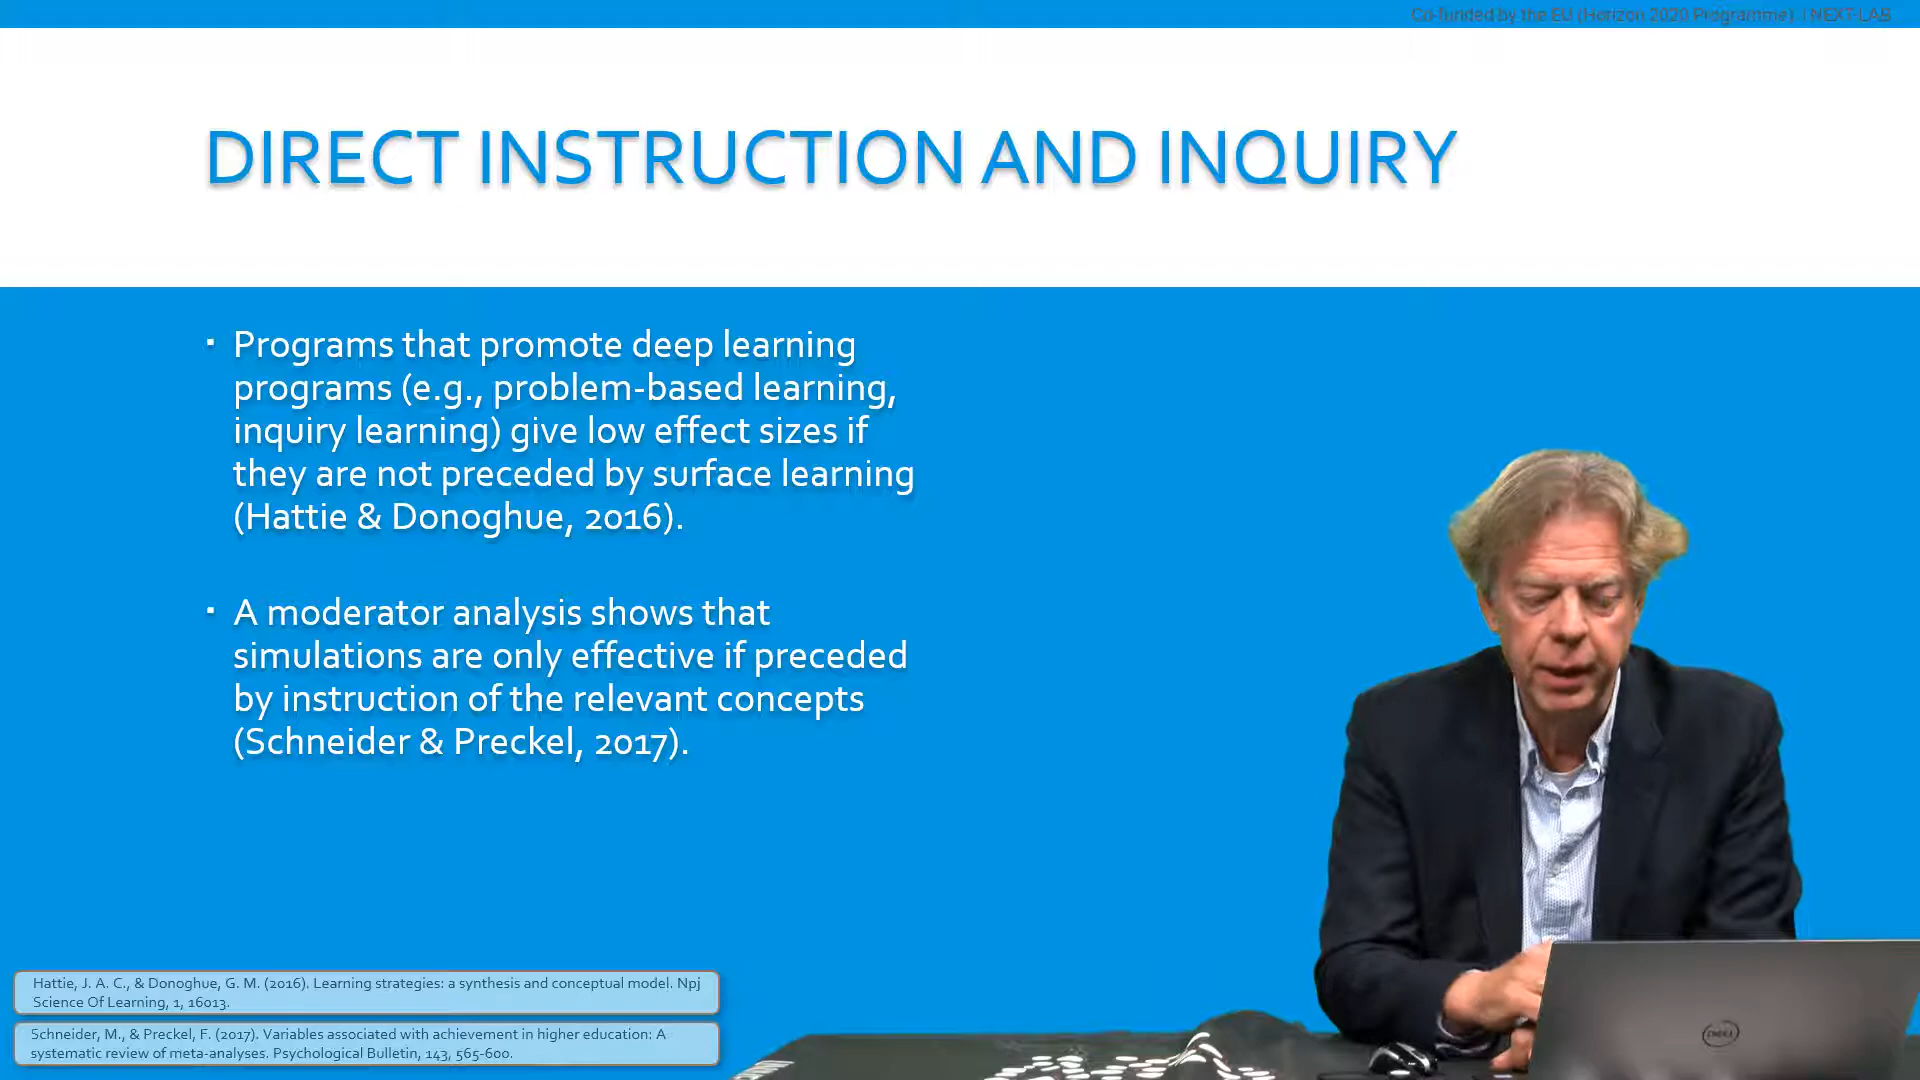 Co-funded by the EU (Horizon 2020 Programme) | NEXT-LAB
DIRECT INSTRUCTION AND INQUIRY
▪ Programs that promote deep learning
programs (e.g., problem-based learning,
inquiry learning) give low effect sizes if
they are not preceded by surface learning
(Hattie & Donoghue, 2016).
▪ A moderator analysis shows that
simulations are only effective if preceded
by instruction of the relevant concepts
(Schneider & Preckel, 2017).
Hattie, J. A. C., & Donoghue, G. M. (2016). Learning strategies: a synthesis and conceptual model. Npj
Science Of Learning, 1, 16013.
Schneider, M., & Preckel, F. (2017). Variables associated with achievement in higher education: A
systematic review of meta-analyses. Psychological Bulletin, 143, 565-600.